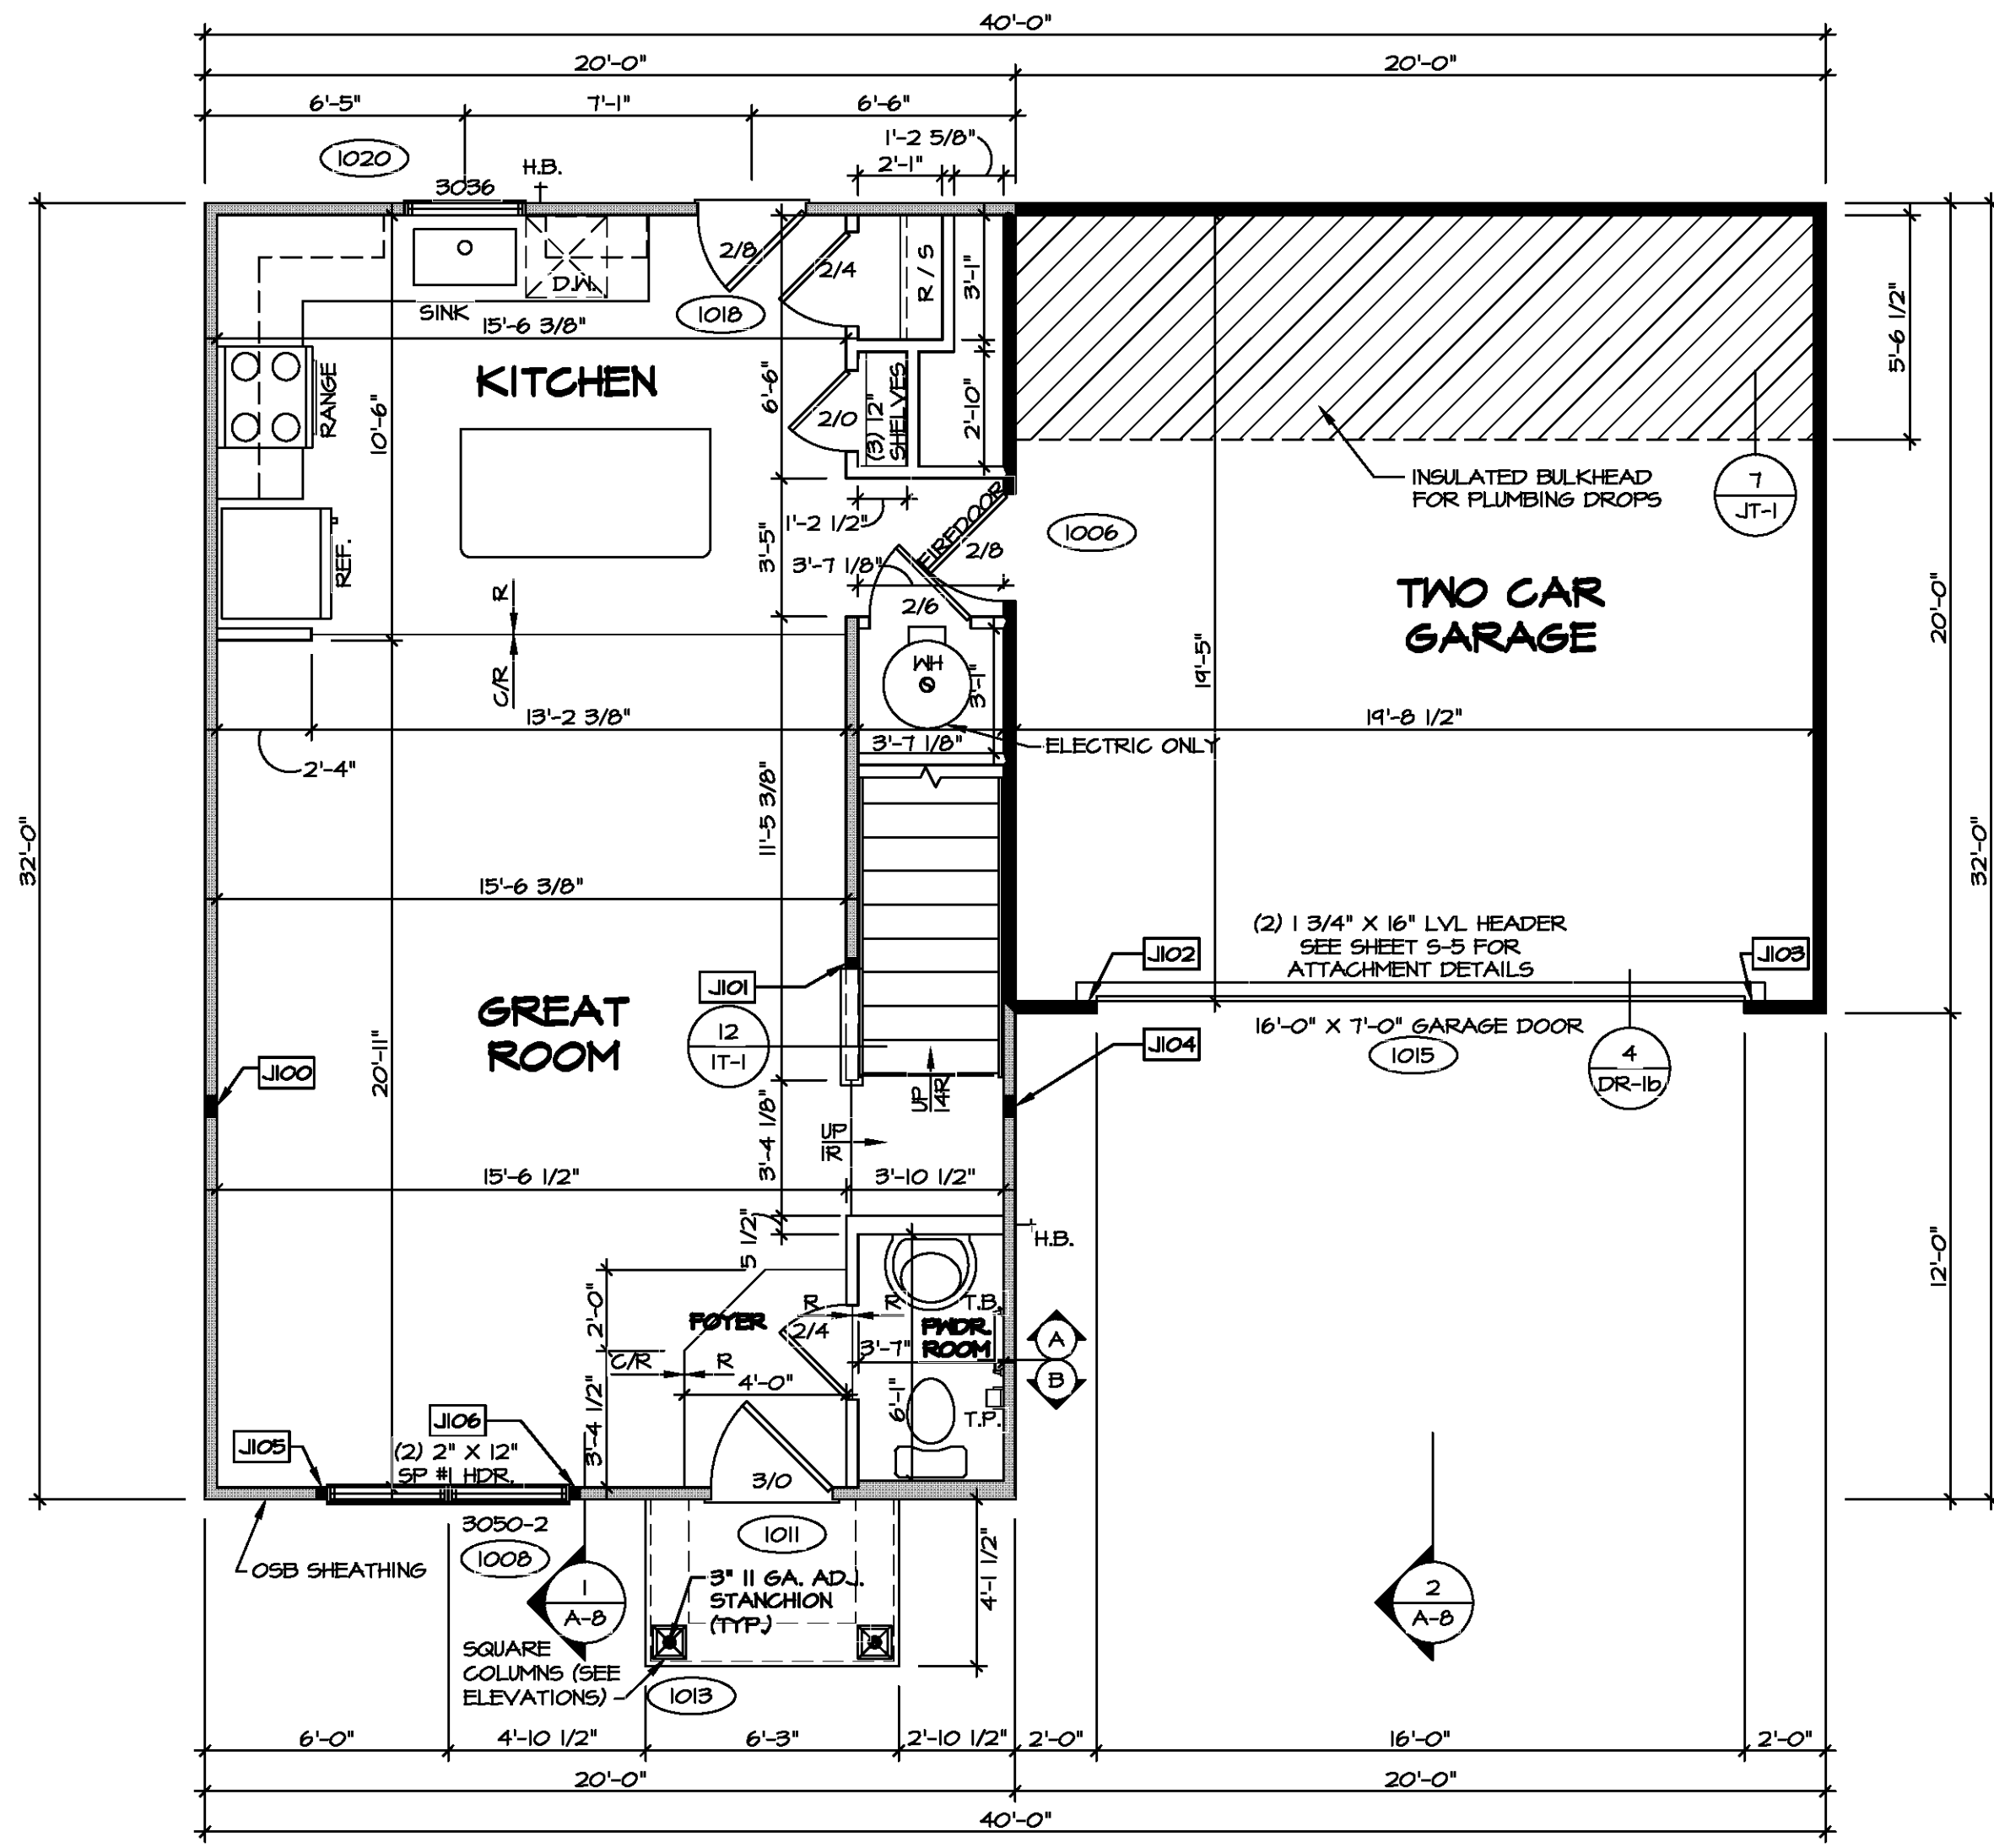 40'-0"
20'-0"
20'-0"
6'-5"
7'-1"
6'-6"
1'-2 5/8"
2'-1"
1020
H.B.
3036
2/8
2/4
R / S
3'-1"
D.W.
SINK
1018
15'-6 3/8"
5'-6 1/2"
RANGE
KITCHEN
10'-6"
6'-6"
2/0
(3) 12"
SHELVES
2'-10"
INSULATED BULKHEAD
FOR PLUMBING DROPS
7
JT-1
1'-2 1/2"
FIREDOOR
1006
REF.
3'-5"
3'-7 1/8"
2/8
2/6
R
C/R
TWO CAR
GARAGE
20'-0"
19'-5"
WH
S
3'-1"
13'-2 3/8"
19'-8 1/2"
3'-7 1/8"
ELECTRIC ONLY
2'-4"
11'-5 3/8"
32'-0"
32'-0"
15'-6 3/8"
(2) 1 3/4" X 16" LVL HEADER
SEE SHEET S-5 FOR
ATTACHMENT DETAILS
J102
J103
J101
GREAT
ROOM
12
1T-1
16'-0" X 7'-0" GARAGE DOOR
1015
4
DR-1b
J104
J100
20'-11"
UP
14R
UP
1R
3'-4 1/8"
15'-6 1/2"
3'-10 1/2"
5 1/2"
H.B.
12'-0"
2'-0"
FOYER
R
R
2/4
T.B.
PWDR.
ROOM
A
B
3'-7"
C/R
R
4'-0"
6'-1"
T.P.
3'-4 1/2"
J106
J105
(2) 2" X 12"
SP #1 HDR.
3/0
3050-2
1008
1011
OSB SHEATHING
1
A-8
3" 11 GA. ADJ.
STANCHION
(TYP.)
4'-1 1/2"
2
A-8
SQUARE
COLUMNS (SEE
ELEVATIONS)
1013
6'-0"
4'-10 1/2"
6'-3"
2'-10 1/2"
2'-0"
16'-0"
2'-0"
20'-0"
20'-0"
40'-0"